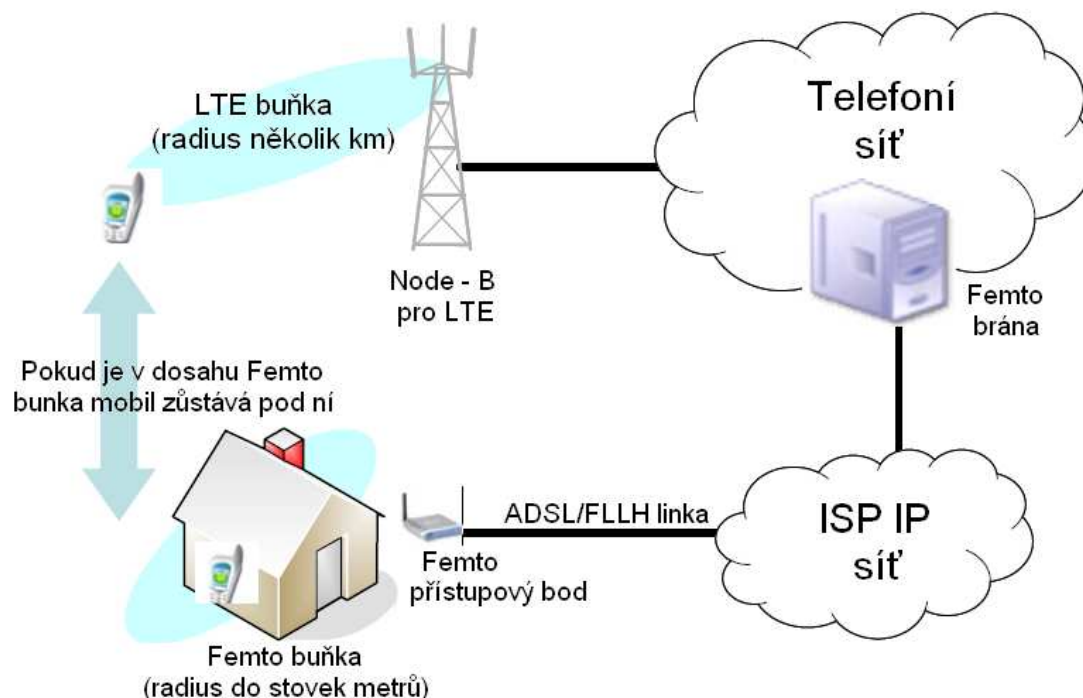 LTE buňka
(radius několik km)
Telefoní
síť
Node - B
pro LTE
Femto
brána
Pokud je v dosahu Femto
bunka mobil zůstává pod ní
ADSL/FLLH linka
ISP IP
síť
Femto
přístupový bod
Femto buňka
(radius do stovek metrů)